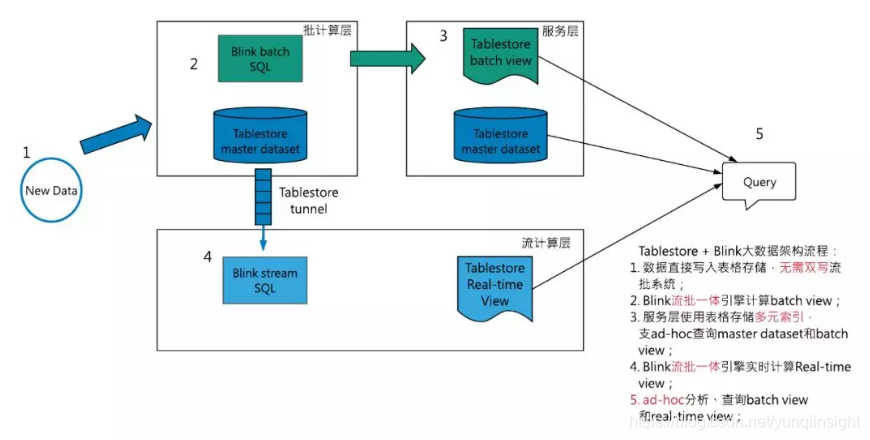 批计算层
服务层
1
2
3
Blink batch
SQL
Tablestore
batch view
Tablestore
master dataset
Tablestore
master dataset
5
New Data
Query
Tablestore
tunnel
4
流计算层
Blink stream
SQL
Tablestore
Real-time
View
Tablestore + Blink大数据架构流程：
1. 数据直接写入表格存储，无需双写流
批系统；
2. Blink流批一体引擎计算batch view；
3. 服务层使用表格存储多元索引，
支ad-hoc查询master dataset和batch
view；
4. Blink流批一体引擎实时计算Real-time
view；
5. ad-hoc分析、查询batch view
和real-time view；
https://blog.csdn.net/yunqiinsight